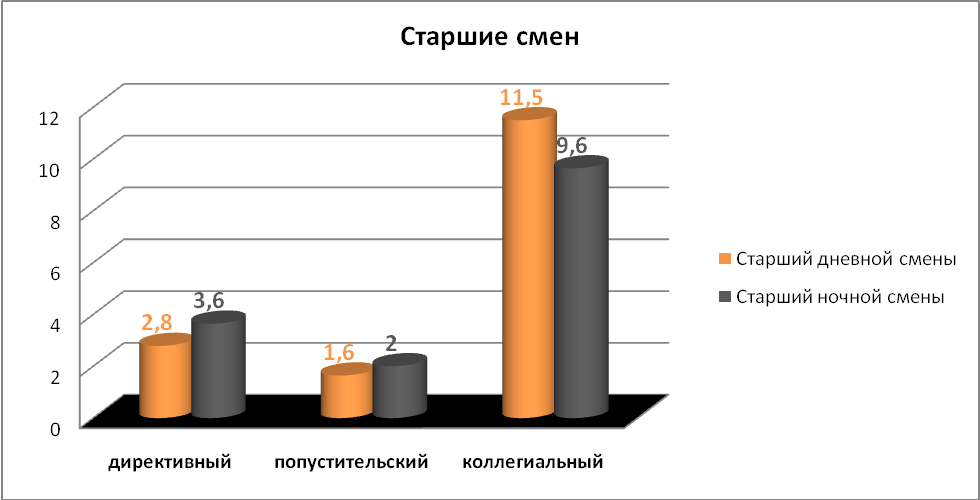 Старшие смен
12
10
8
6
4
2
0
2,8
3,6
1,6
2
11,5
9,6
директивный
попустительский
коллегиальный
Старший дневной смены
Старший ночной смены